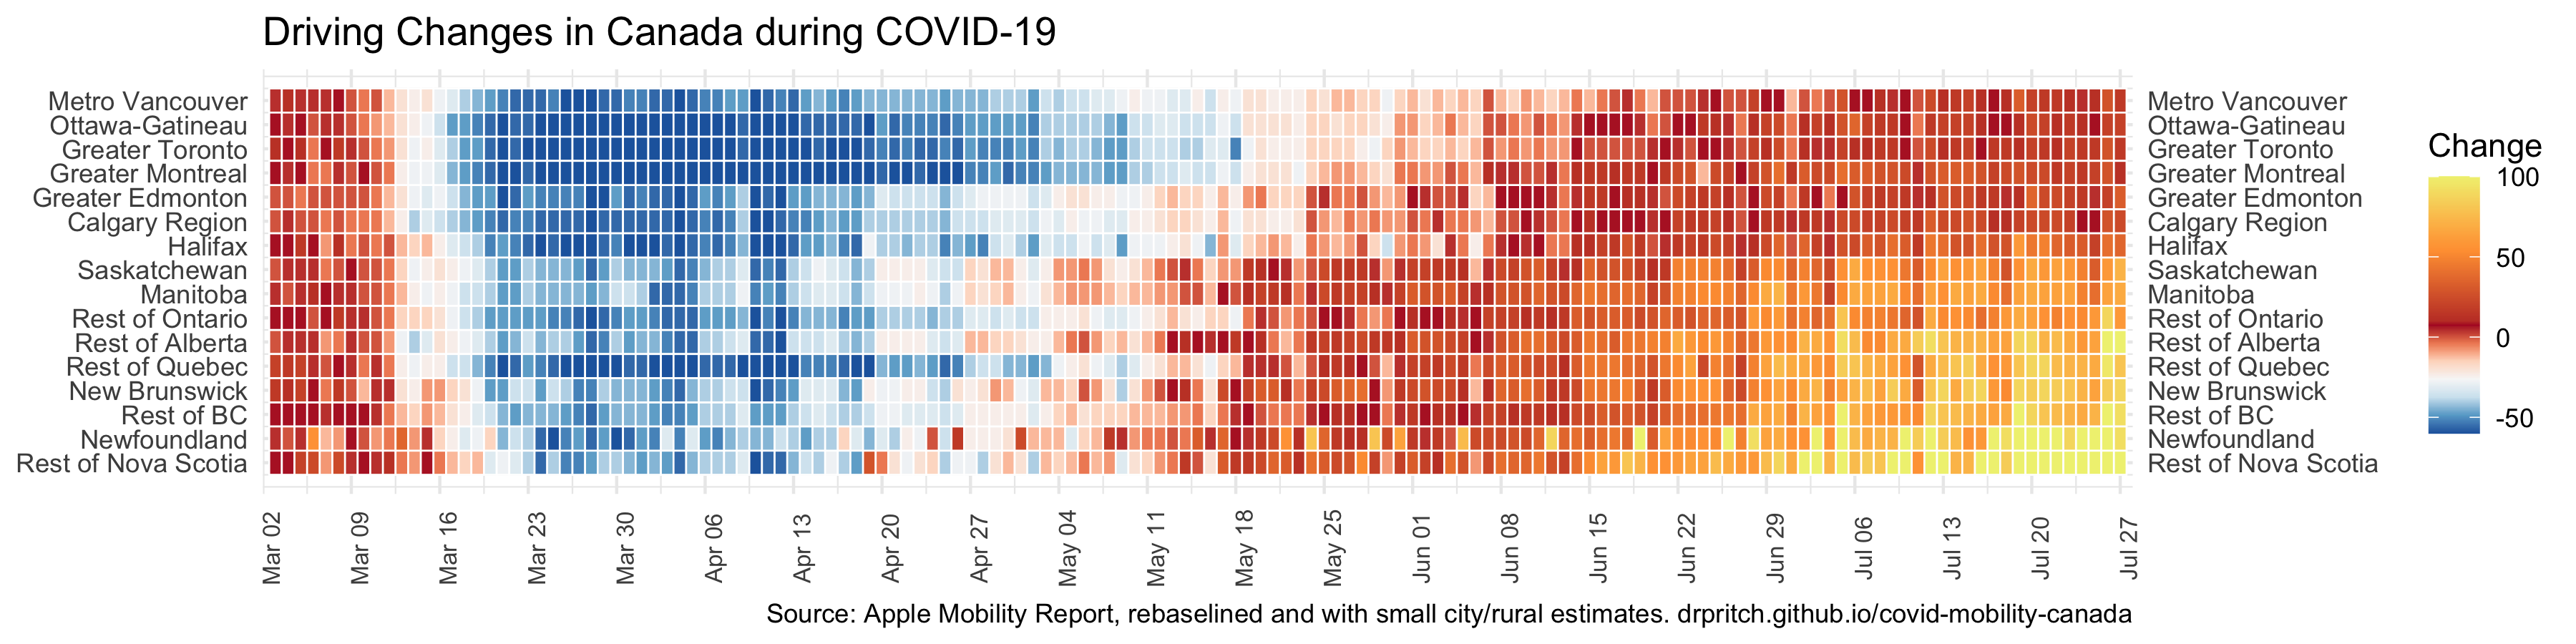 Driving Changes in Canada during COVID-19
Metro Vancouver
Ottawa-Gatineau
Greater Toronto
Greater Montreal
Greater Edmonton
Calgary Region
Halifax
Saskatchewan
Manitoba
Rest of Ontario
Rest of Alberta
Rest of Quebec
New Brunswick
Rest of BC
Newfoundland
Rest of Nova Scotia
Metro Vancouver
Ottawa-Gatineau
Greater Toronto
Greater Montreal
Greater Edmonton
Calgary Region
Halifax
Saskatchewan
Manitoba
Rest of Ontario
Rest of Alberta
Rest of Quebec
New Brunswick
Rest of BC
Newfoundland
Rest of Nova Scotia
Change
100
50
0
-50
Mar 02
Mar 09
Mar 16
Mar 23
Mar 30
Apr 06
Apr 13
Apr 20
Apr 27
May 04
May 11
May 18
May 25
Jun 01
Jun 08
Jun 15
Jun 22
Jun 29
Jul 06
Jul 13
Jul 20
Jul 27
Source: Apple Mobility Report, rebaselined and with small city/rural estimates. drpritch.github.io/covid-mobility-canada